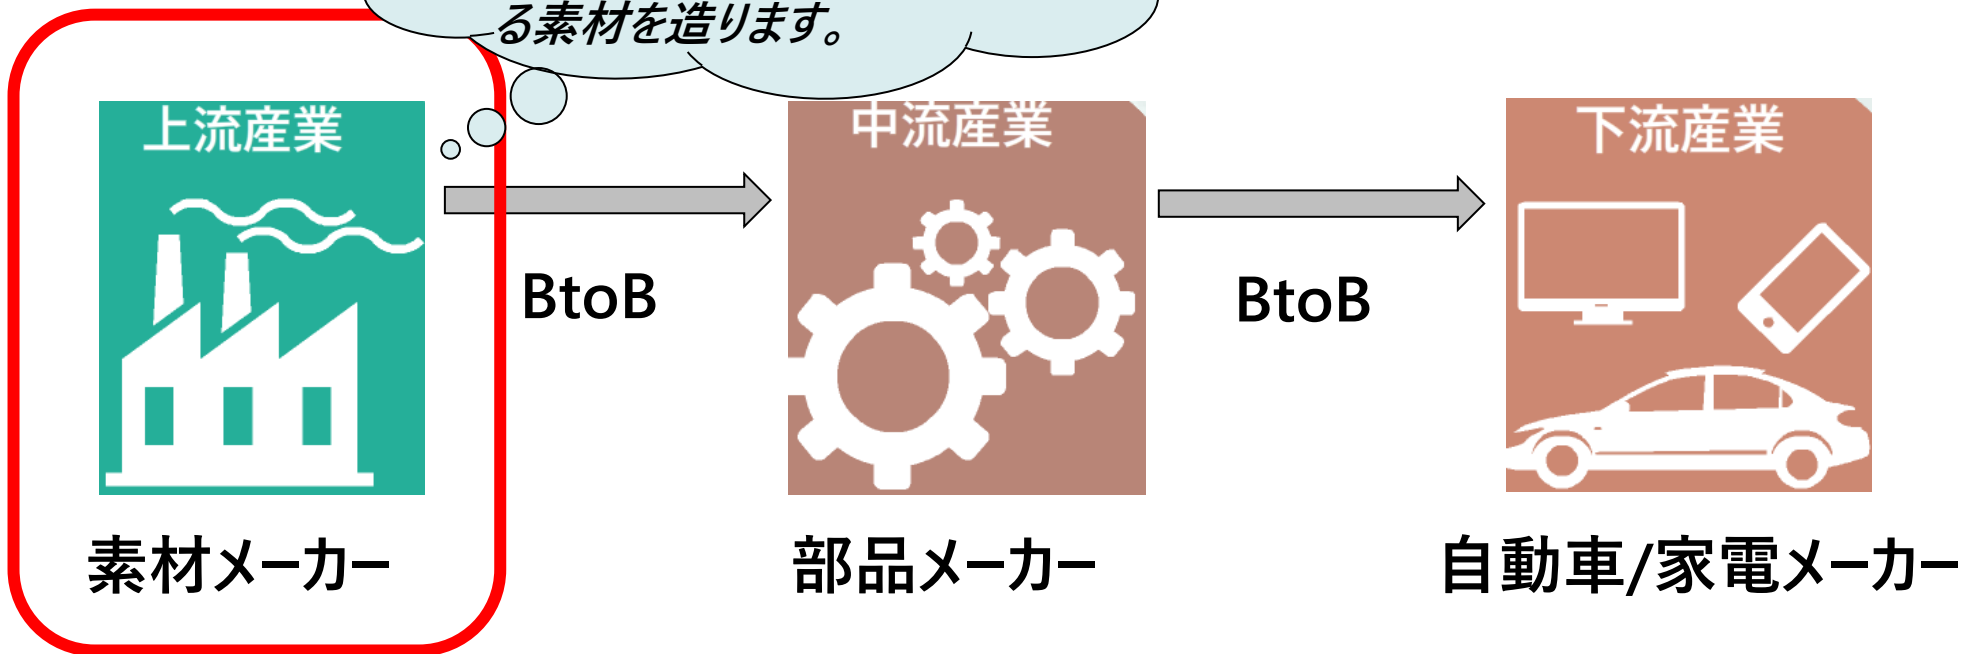 る素材を造ります。
上流産業
中流産業
下流産業
BtoB
BtoB
素材メーカー
部品メーカー
自動車/家電メーカー